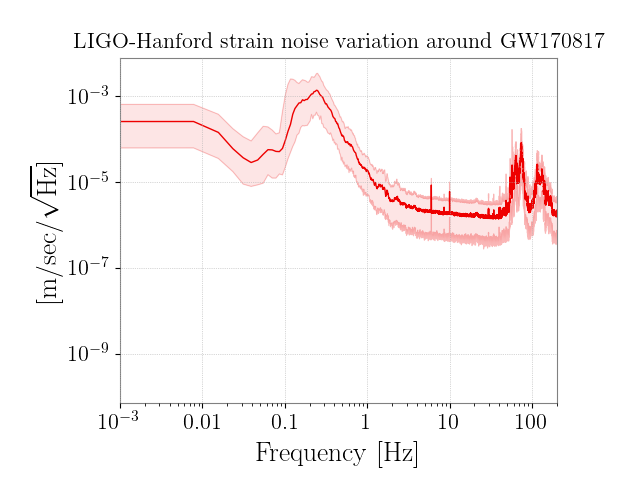 LIGO-Hanford strain noise variation around GW170817
[m/sec/√Hz]
10⁻³
10⁻⁵
10⁻⁷
10⁻⁹
10⁻³ 0.01 0.1 1 10 100
Frequency [Hz]